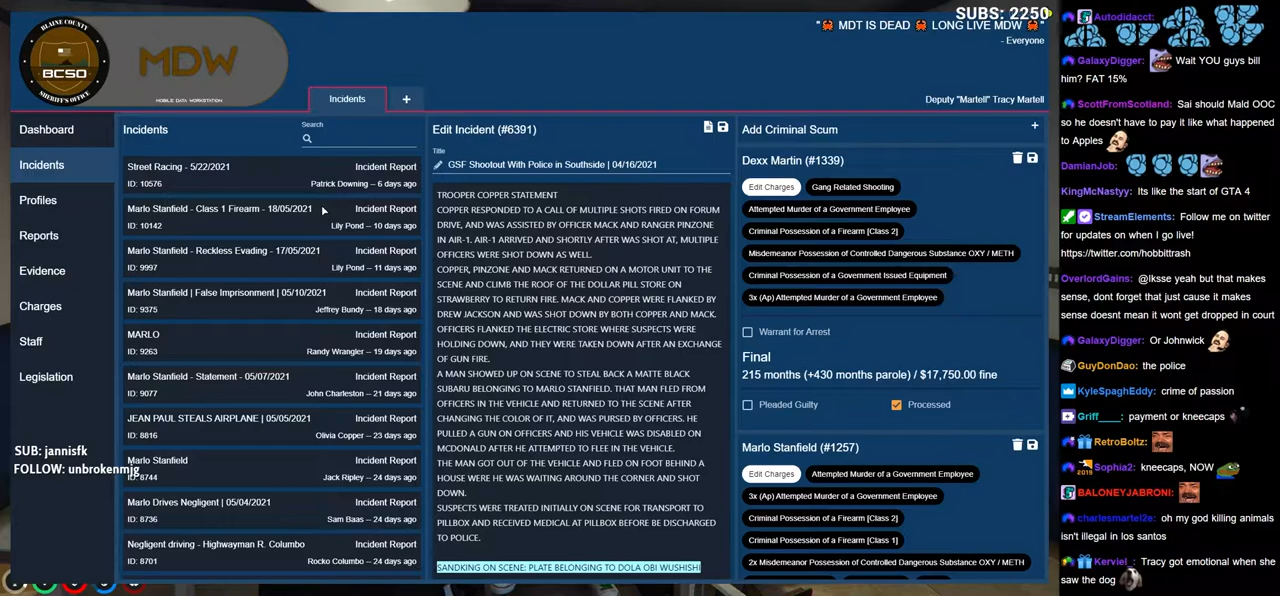 SUBS: 2250
" MDT IS DEAD LONG LIVE MDW "
- Everyone
BLAINE COUNTY
BCSO
SHERIFF'S OFFICE
MDW
MOBILE DATA WORKSTATION
Incidents
+
Deputy "Martell" Tracy Martell
Dashboard
Incidents
Profiles
Reports
Evidence
Charges
Staff
Legislation
SUB: jannisfk
FOLLOW: unbrokenmjg
Incidents
Search
Street Racing - 5/22/2021 Incident Report
ID: 10576 Patrick Downing -- 6 days ago
Marlo Stanfield - Class 1 Firearm - 18/05/2021 Incident Report
ID: 10142 Lily Pond -- 10 days ago
Marlo Stanfield - Reckless Evading - 17/05/2021 Incident Report
ID: 9997 Lily Pond -- 11 days ago
Marlo Stanfield | False Imprisonment | 05/10/2021 Incident Report
ID: 9375 Jeffrey Bundy -- 18 days ago
MARLO Incident Report
ID: 9263 Randy Wrangler -- 19 days ago
Marlo Stanfield - Statement - 05/07/2021 Incident Report
ID: 9077 John Charleston -- 21 days ago
JEAN PAUL STEALS AIRPLANE | 05/05/2021 Incident Report
ID: 8816 Olivia Copper -- 23 days ago
Marlo Stanfield Incident Report
ID: 8744 Jack Ripley -- 24 days ago
Marlo Drives Negligent | 05/04/2021 Incident Report
ID: 8736 Sam Baas -- 24 days ago
Negligent driving - Highwayman R. Columbo Incident Report
ID: 8701 Rocko Columbo -- 24 days ago
Edit Incident (#6391)
Title
GSF Shootout With Police in Southside | 04/16/2021
TROOPER COPPER STATEMENT
COPPER RESPONDED TO A CALL OF MULTIPLE SHOTS FIRED ON FORUM
DRIVE, AND WAS ASSISTED BY OFFICER MACK AND RANGER PINZONE
IN AIR-1. AIR-1 ARRIVED AND SHORTLY AFTER WAS SHOT AT, MULTIPLE
OFFICERS WERE SHOT DOWN AS WELL.
COPPER, PINZONE AND MACK RETURNED ON A MOTOR UNIT TO THE
SCENE AND CLIMB THE ROOF OF THE DOLLAR PILL STORE ON
STRAWBERRY TO RETURN FIRE. MACK AND COPPER WERE FLANKED BY
DREW JACKSON AND WAS SHOT DOWN BY BOTH COPPER AND MACK.
OFFICERS FLANKED THE ELECTRIC STORE WHERE SUSPECTS WERE
HOLDING DOWN, AND THEY WERE TAKEN DOWN AFTER AN EXCHANGE
OF GUN FIRE.
A MAN SHOWED UP ON SCENE TO STEAL BACK A MATTE BLACK
SUBARU BELONGING TO MARLO STANFIELD. THAT MAN FLED FROM
OFFICERS IN THE VEHICLE AND RETURNED TO THE SCENE AFTER
CHANGING THE COLOR OF IT, AND WAS PURSED BY OFFICERS. HE
PULLED A GUN ON OFFICERS AND HIS VEHICLE WAS DISABLED ON
MCDONALD AFTER HE ATTEMPTED TO FLEE IN THE VEHICLE.
THE MAN GOT OUT OF THE VEHICLE AND FLED ON FOOT BEHIND A
HOUSE WERE HE WAS WAITING AROUND THE CORNER AND SHOT
DOWN.
SUSPECTS WERE TREATED INITIALLY ON SCENE FOR TRANSPORT TO
PILLBOX AND RECEIVED MEDICAL AT PILLBOX BEFORE BE DISCHARGED
TO POLICE.
SANDKING ON SCENE: PLATE BELONGING TO DOLA OBI WUSHISHI
Add Criminal Scum
+
Dexx Martin (#1339)
Edit Charges Gang Related Shooting
Attempted Murder of a Government Employee
Criminal Possession of a Firearm [Class 2]
Misdemeanor Possession of Controlled Dangerous Substance OXY / METH
Criminal Possession of a Government Issued Equipment
3x (Ap) Attempted Murder of a Government Employee
Warrant for Arrest
Final
215 months (+430 months parole) / $17,750.00 fine
Pleaded Guilty Processed
Marlo Stanfield (#1257)
Edit Charges Attempted Murder of a Government Employee
3x (Ap) Attempted Murder of a Government Employee
Criminal Possession of a Firearm [Class 2]
Criminal Possession of a Firearm [Class 1]
2x Misdemeanor Possession of Controlled Dangerous Substance OXY / METH
Autodidacct:
GalaxyDigger: Wait YOU guys bill
him? FAT 15%
ScottFromScotland: Sai should Mald OOC
so he doesn't have to pay it like what happened
to Apples
DamianJob:
KingMcNastyy: Its like the start of GTA 4
StreamElements: Follow me on twitter
for updates on when I go live!
https://twitter.com/hobbittrash
OverlordGains: @Iksse yeah but that makes
sense, dont forget that just cause it makes
sense doesnt mean it wont get dropped in court
GalaxyDigger: Or Johnwick
GuyDonDao: the police
KyleSpaghEddy: crime of passion
Griff____: payment or kneecaps
RetroBoltz:
Sophia2: kneecaps, NOW
BALONEYJABRONI:
charlesmartel2a: oh my god killing animals
isn't illegal in los santos
Kerviel_: Tracy got emotional when she
saw the dog